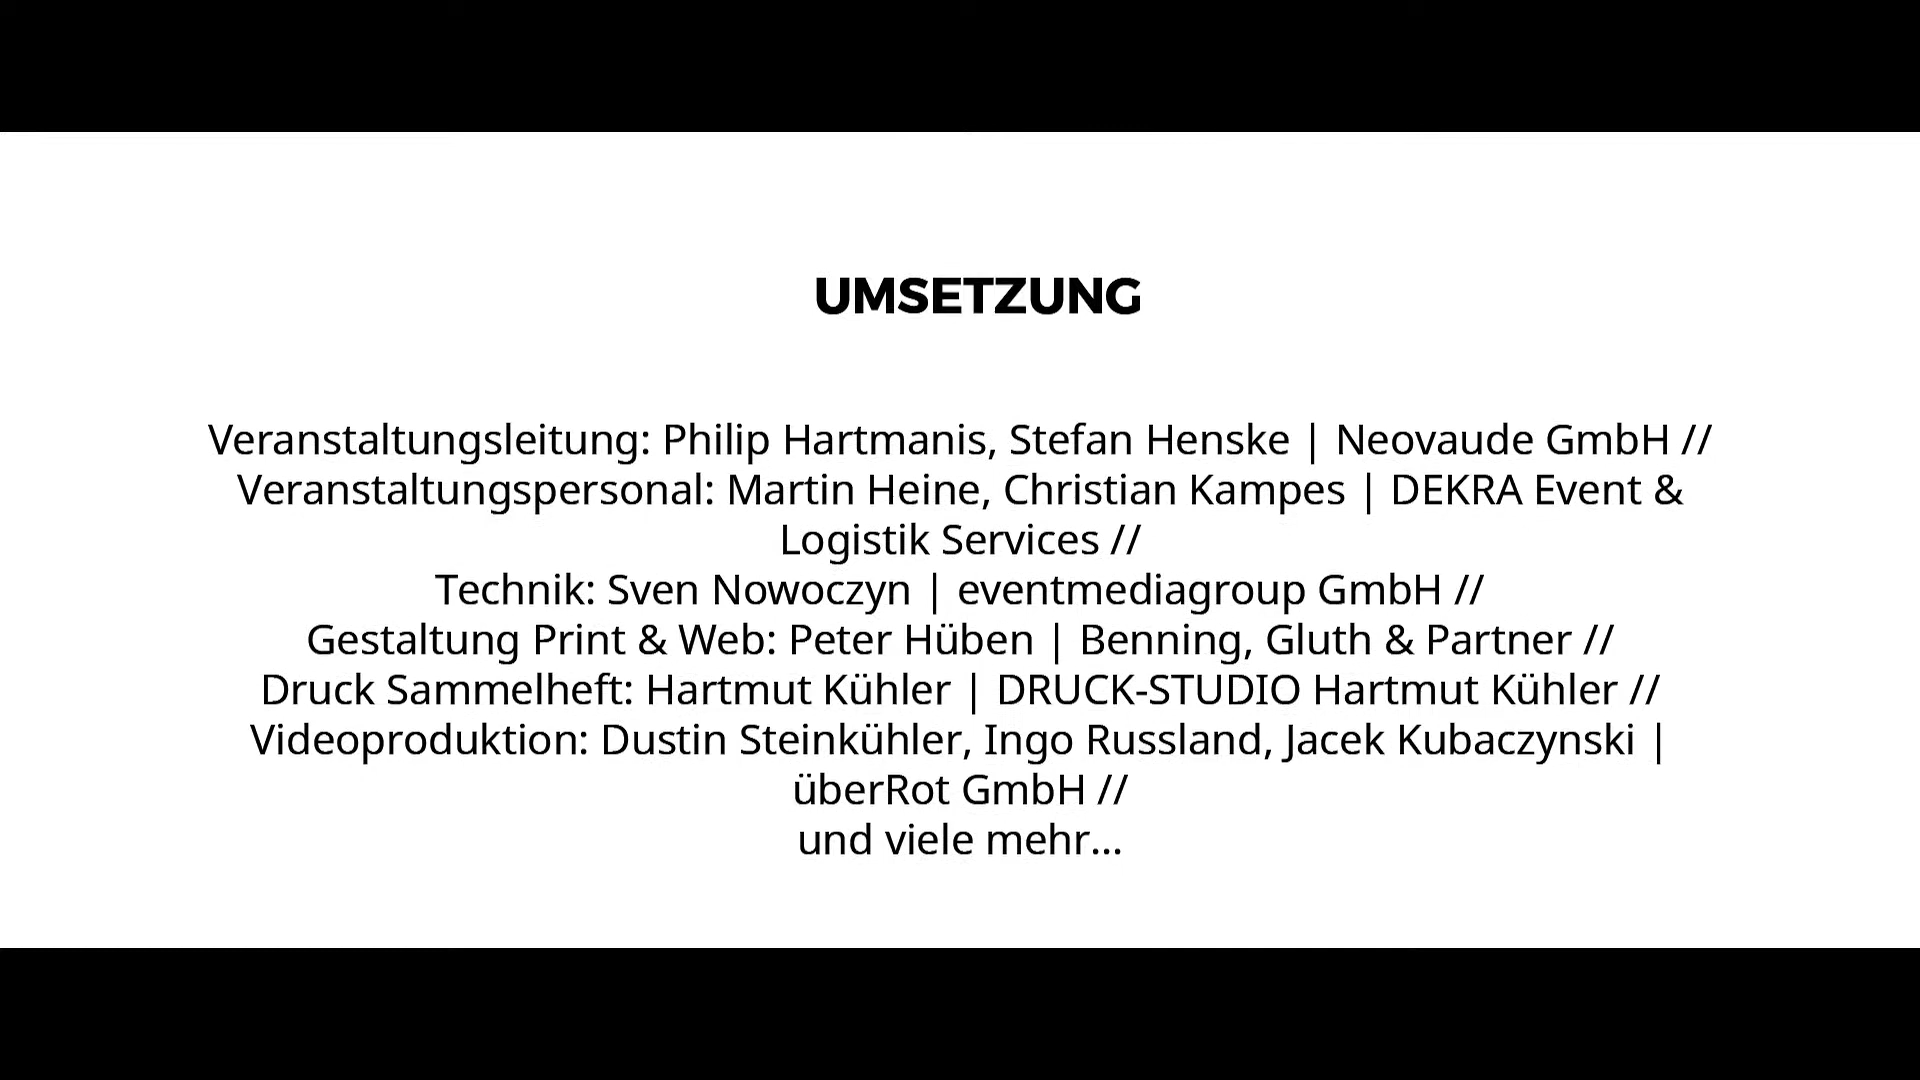 UMSETZUNG
Veranstaltungsleitung: Philip Hartmanis, Stefan Henske | Neovaude GmbH //
Veranstaltungspersonal: Martin Heine, Christian Kampes | DEKRA Event &
Logistik Services //
Technik: Sven Nowoczyn | eventmediagroup GmbH //
Gestaltung Print & Web: Peter Hüben | Benning, Gluth & Partner //
Druck Sammelheft: Hartmut Kühler | DRUCK-STUDIO Hartmut Kühler //
Videoproduktion: Dustin Steinkühler, Ingo Russland, Jacek Kubaczynski |
überRot GmbH //
und viele mehr...